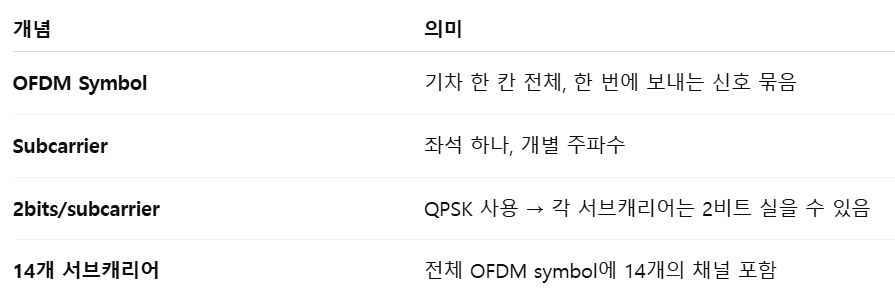 개념 의미
OFDM Symbol 기차 한 칸 전체, 한 번에 보내는 신호 묶음
Subcarrier 좌석 하나, 개별 주파수
2bits/subcarrier QPSK 사용 → 각 서브캐리어는 2비트 실을 수 있음
14개 서브캐리어 전체 OFDM symbol에 14개의 채널 포함